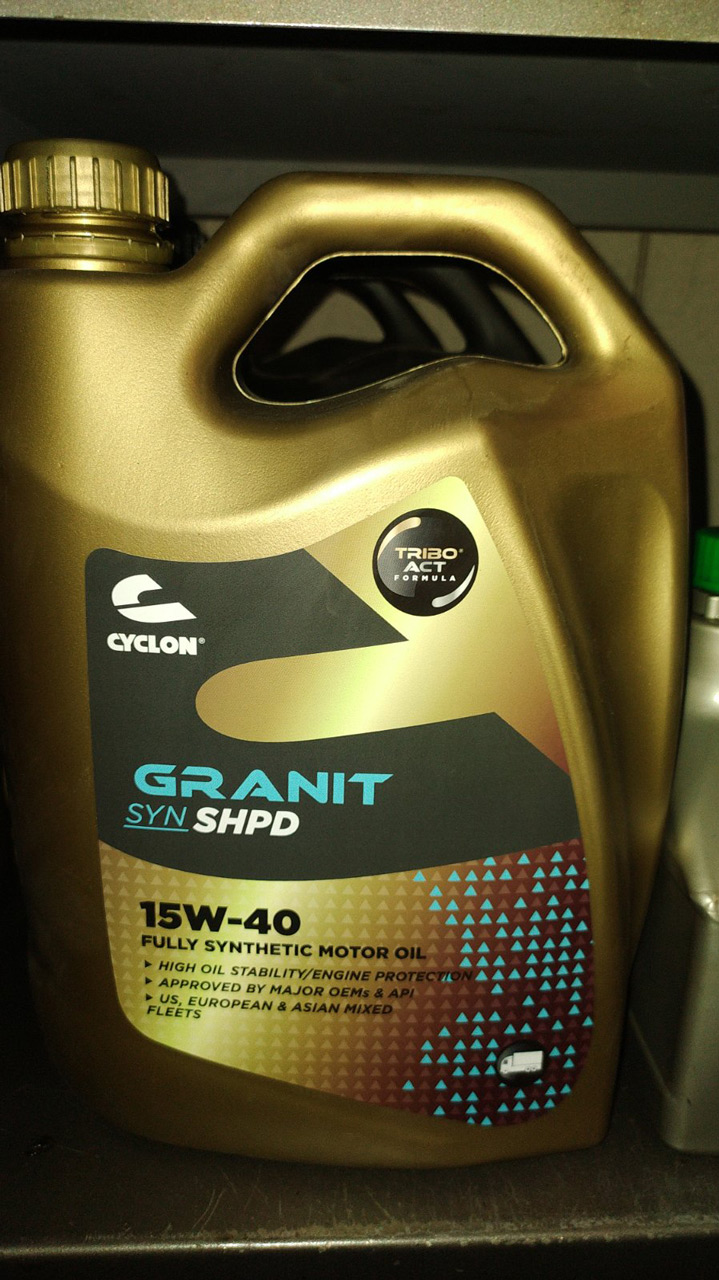 TRIBO®
ACT
FORMULA
CYCLON®
GRANIT
SYN SHPD
15W-40
FULLY SYNTHETIC MOTOR OIL
▶ HIGH OIL STABILITY/ENGINE PROTECTION
▶ APPROVED BY MAJOR OEMs & API
▶ US, EUROPEAN & ASIAN MIXED
FLEETS